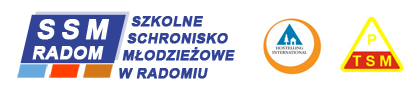 SSM
RADOM
SZKOLNE
SCHRONISKO
MŁODZIEŻOWE
W RADOMIU
HOSTELLING
INTERNATIONAL
P
TSM